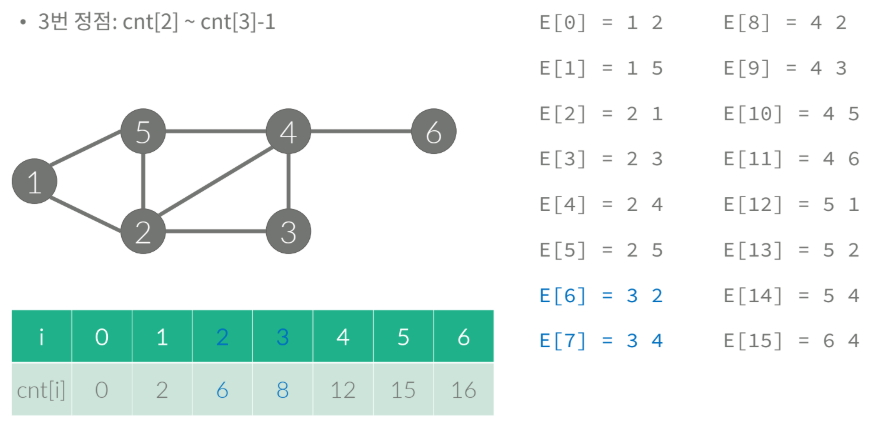 • 3번 정점: cnt[2] ~ cnt[3]-1
5 4 6
1
2 3
i 0 1 2 3 4 5 6
cnt[i] 0 2 6 8 12 15 16
E[0] = 1 2
E[1] = 1 5
E[2] = 2 1
E[3] = 2 3
E[4] = 2 4
E[5] = 2 5
E[6] = 3 2
E[7] = 3 4
E[8] = 4 2
E[9] = 4 3
E[10] = 4 5
E[11] = 4 6
E[12] = 5 1
E[13] = 5 2
E[14] = 5 4
E[15] = 6 4